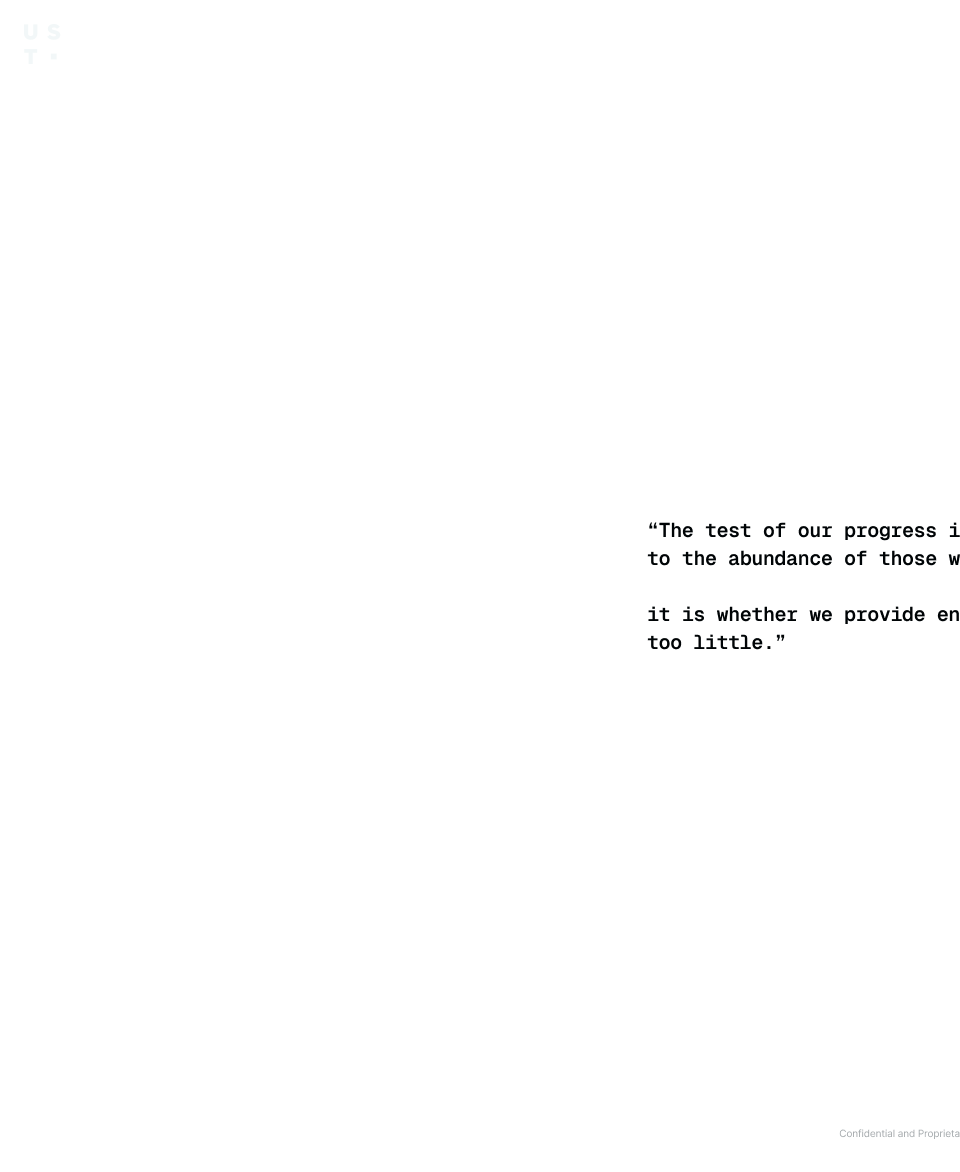 U S
T
“The test of our progress i
to the abundance of those w
it is whether we provide en
too little.”
Confidential and Proprieta